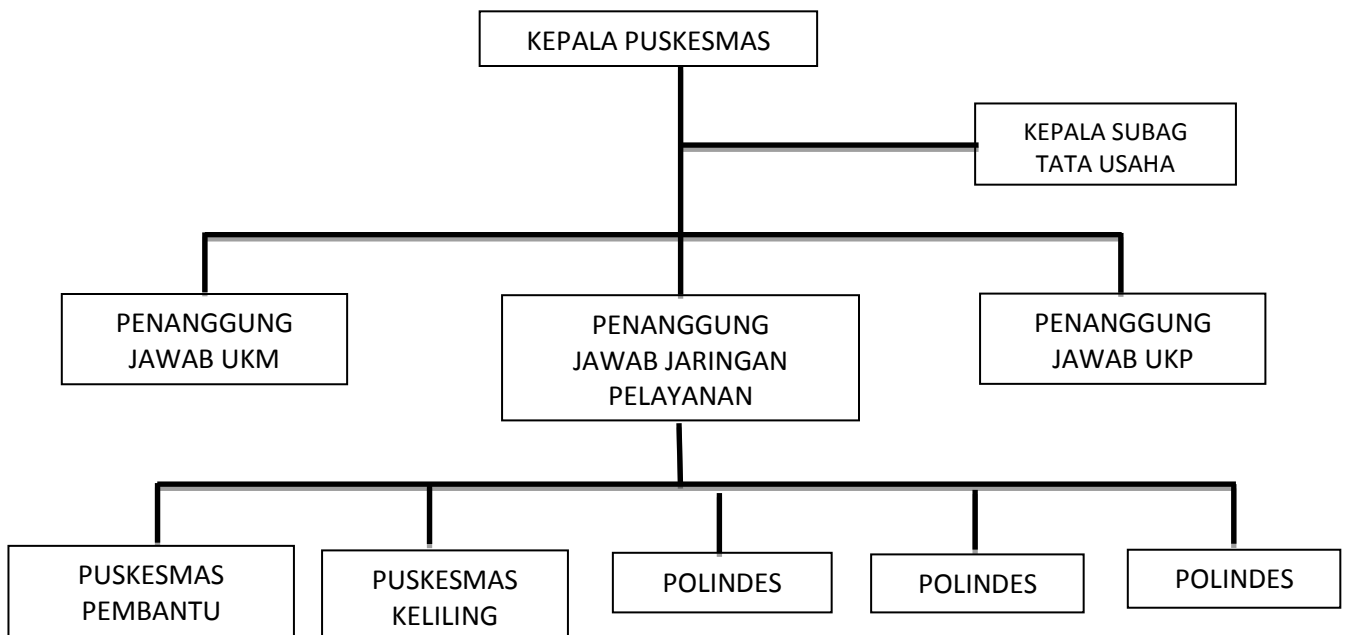 KEPALA PUSKESMAS
KEPALA SUBAG
TATA USAHA
PENANGGUNG
JAWAB UKM
PENANGGUNG
JAWAB JARINGAN
PELAYANAN
PENANGGUNG
JAWAB UKP
PUSKESMAS
PEMBANTU
PUSKESMAS
KELILING
POLINDES
POLINDES
POLINDES